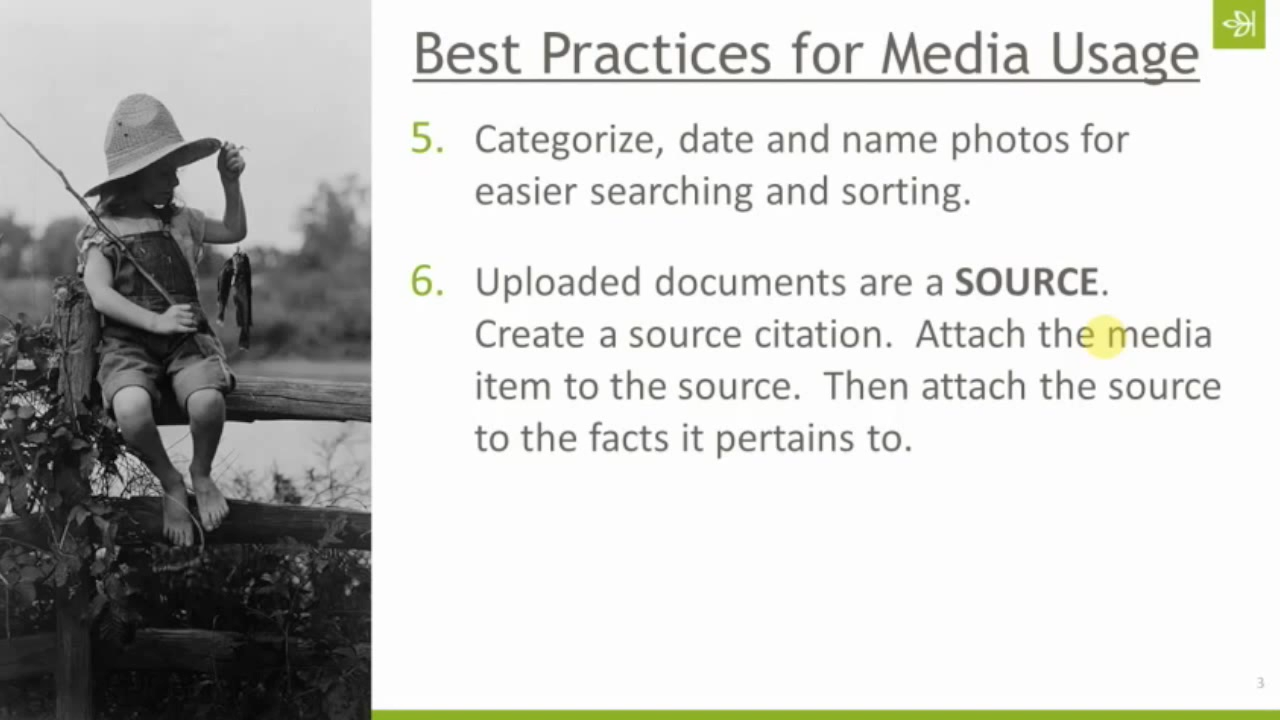 Best Practices for Media Usage
5. Categorize, date and name photos for
easier searching and sorting.
6. Uploaded documents are a SOURCE.
Create a source citation.  Attach the media
item to the source.  Then attach the source
to the facts it pertains to.
3